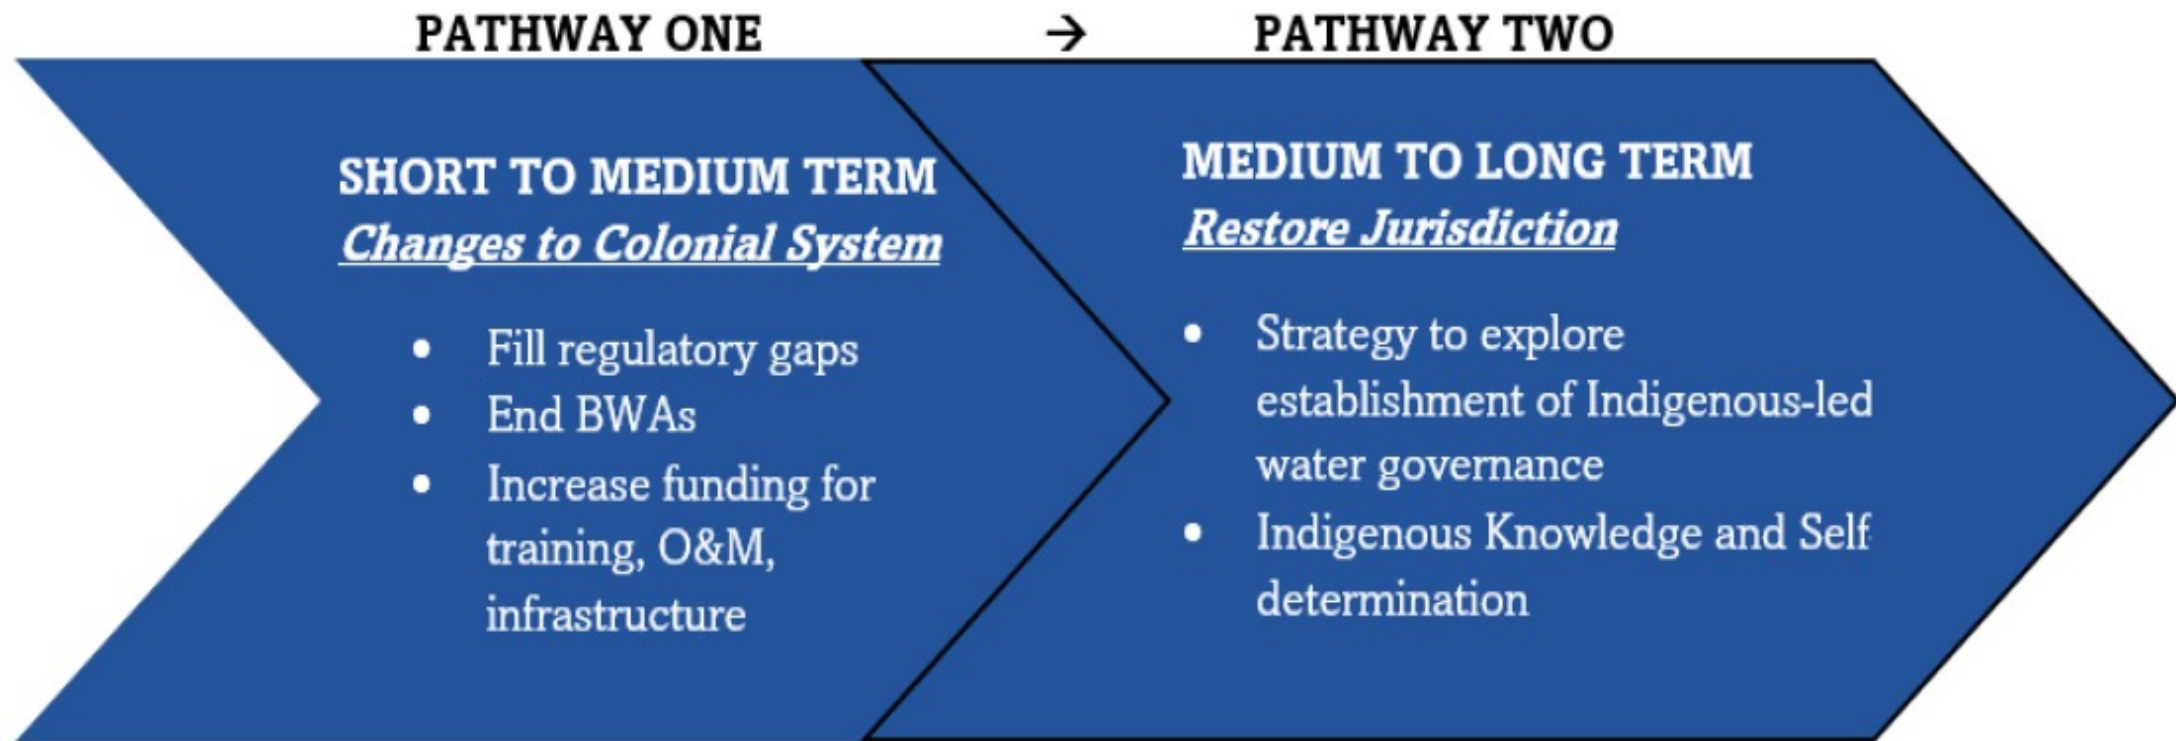 PATHWAY ONE → PATHWAY TWO
SHORT TO MEDIUM TERM
Changes to Colonial System
• Fill regulatory gaps
• End BWAs
• Increase funding for
training, O&M,
infrastructure
MEDIUM TO LONG TERM
Restore Jurisdiction
• Strategy to explore
establishment of Indigenous-led
water governance
• Indigenous Knowledge and Self
determination